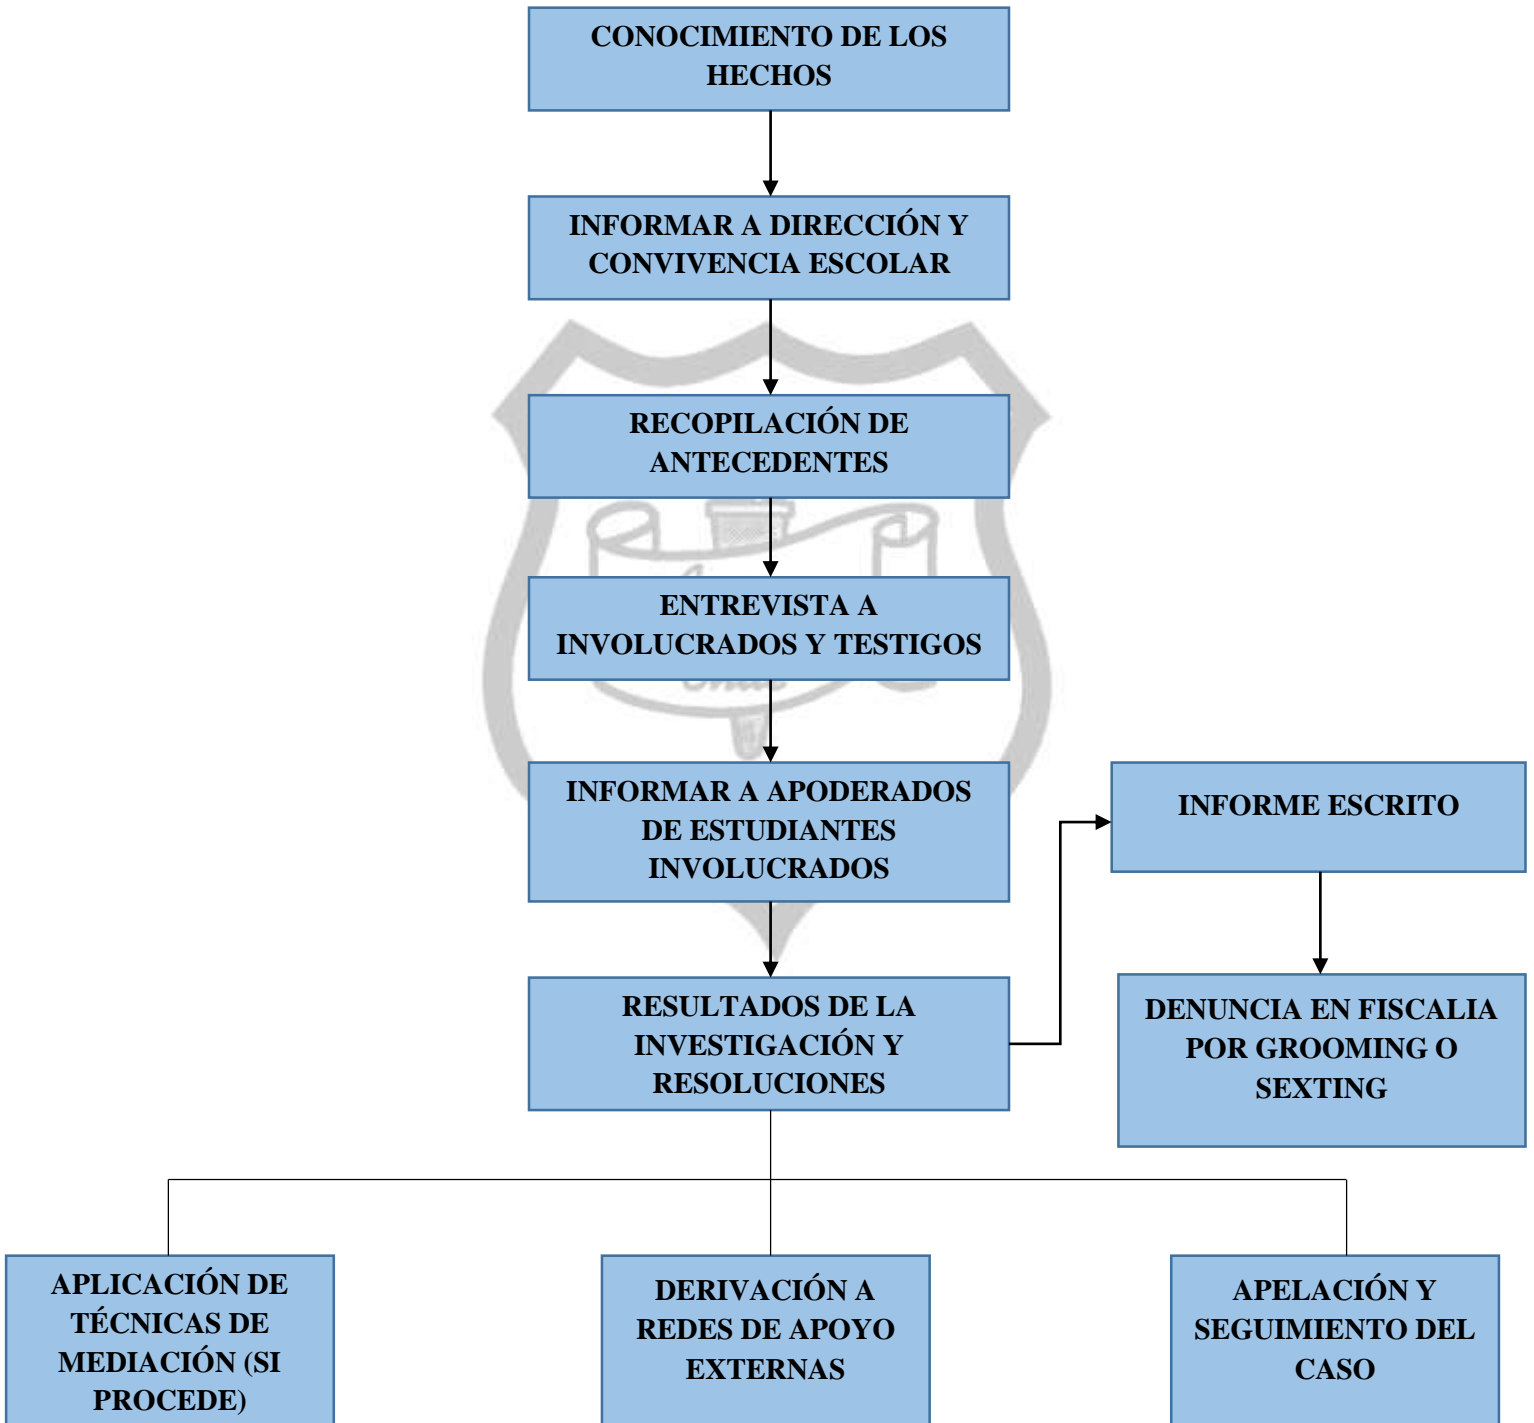 CONOCIMIENTO DE LOS
HECHOS
INFORMAR A DIRECCIÓN Y
CONVIVENCIA ESCOLAR
RECOPILACIÓN DE
ANTECEDENTES
ENTREVISTA A
INVOLUCRADOS Y TESTIGOS
INFORMAR A APODERADOS
DE ESTUDIANTES
INVOLUCRADOS
INFORME ESCRITO
RESULTADOS DE LA
INVESTIGACIÓN Y
RESOLUCIONES
DENUNCIA EN FISCALIA
POR GROOMING O
SEXTING
APLICACIÓN DE
TÉCNICAS DE
MEDIACIÓN (SI
PROCEDE)
DERIVACIÓN A
REDES DE APOYO
EXTERNAS
APELACIÓN Y
SEGUIMIENTO DEL
CASO